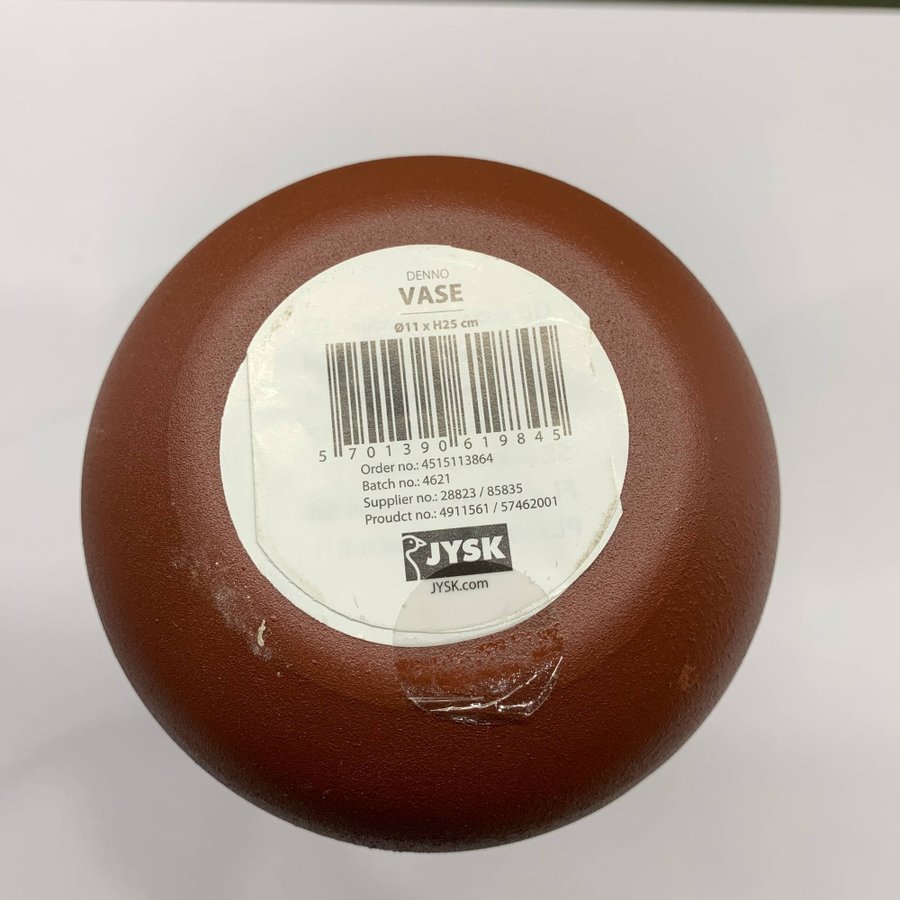 DENNO
VASE
Ø11 x H25 cm
5 701390 619845
Order no.: 4515113864
Batch no.: 4621
Supplier no.: 28823 / 85835
Proudct no.: 4911561 / 57462001
JYSK
JYSK.com